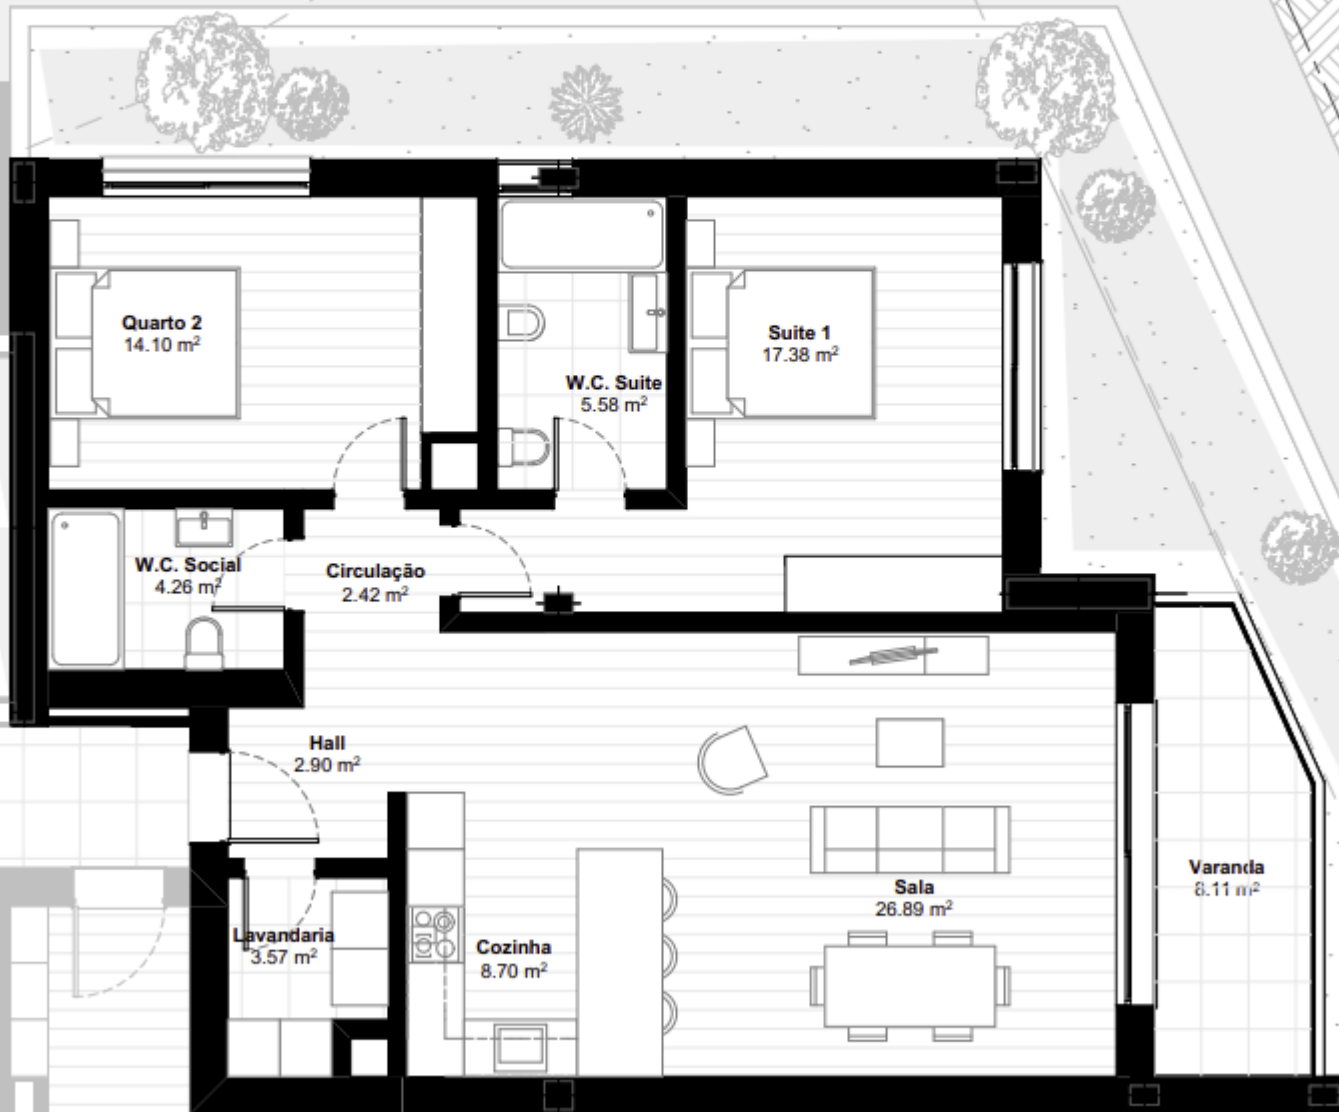 Quarto 2
14.10 m²
Suite 1
17.38 m²
W.C. Suite
5.58 m²
W.C. Social
4.26 m²
Circulação
2.42 m²
Hall
2.90 m²
Varanda
8.11 m²
Sala
26.89 m²
Lavandaria
3.57 m²
Cozinha
8.70 m²